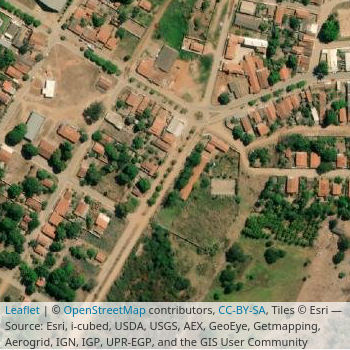 Leaflet | © OpenStreetMap contributors, CC-BY-SA, Tiles © Esri —
Source: Esri, i-cubed, USDA, USGS, AEX, GeoEye, Getmapping,
Aerogrid, IGN, IGP, UPR-EGP, and the GIS User Community